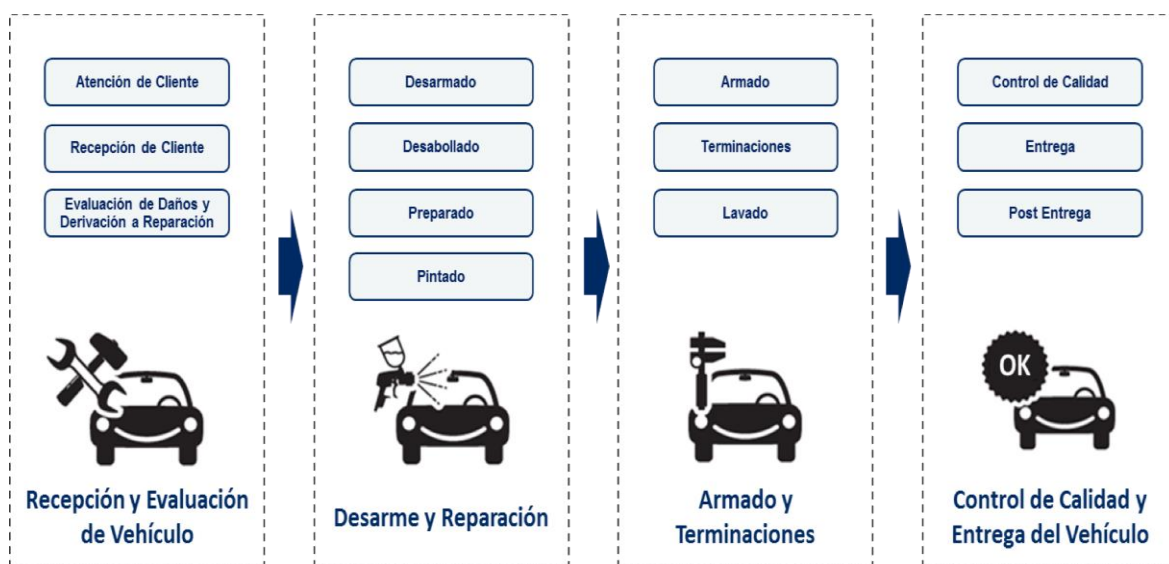 Atención de Cliente
Recepción de Cliente
Evaluación de Daños y
Derivación a Reparación
Recepción y Evaluación
de Vehículo
Desarmado
Desabollado
Preparado
Pintado
Desarme y Reparación
Armado
Terminaciones
Lavado
Armado y
Terminaciones
Control de Calidad
Entrega
Post Entrega
OK
Control de Calidad y
Entrega del Vehículo